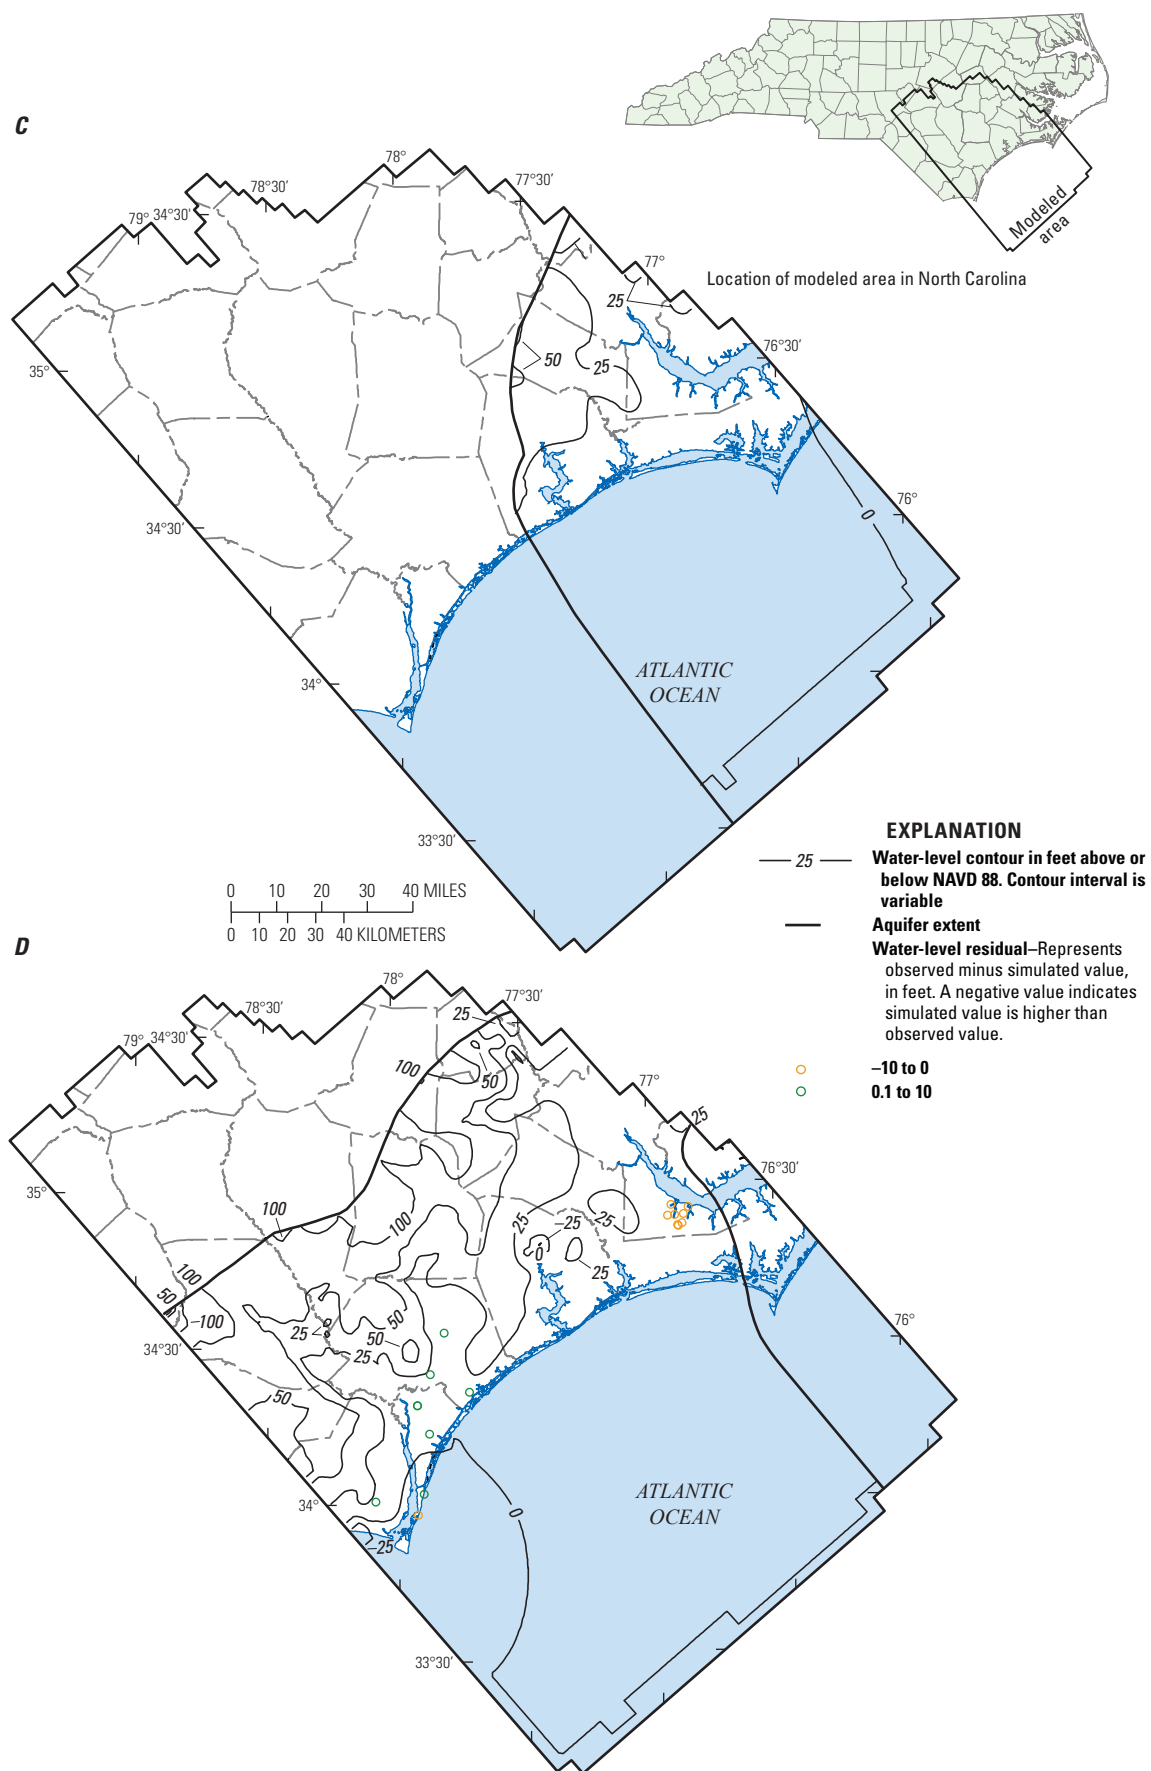 C
Modeled
area
Location of modeled area in North Carolina
78°
78°30′
77°30′
79° 34°30′
77°
25
76°30′
35°
50
25
76°
0
34°30′
ATLANTIC
OCEAN
34°
33°30′
0 10 20 30 40 MILES
0 10 20 30 40 KILOMETERS
EXPLANATION
25 Water-level contour in feet above or
below NAVD 88. Contour interval is
variable
Aquifer extent
Water-level residual–Represents
observed minus simulated value,
in feet. A negative value indicates
simulated value is higher than
observed value.
–10 to 0
0.1 to 10
D
78°
78°30′
77°30′
79° 34°30′
25
100
50
77°
25
76°30′
35°
100
100
25
–25
25
25
100
50
–100
50
25
50
25
76°
34°30′
50
34°
0
–25
ATLANTIC
OCEAN
33°30′